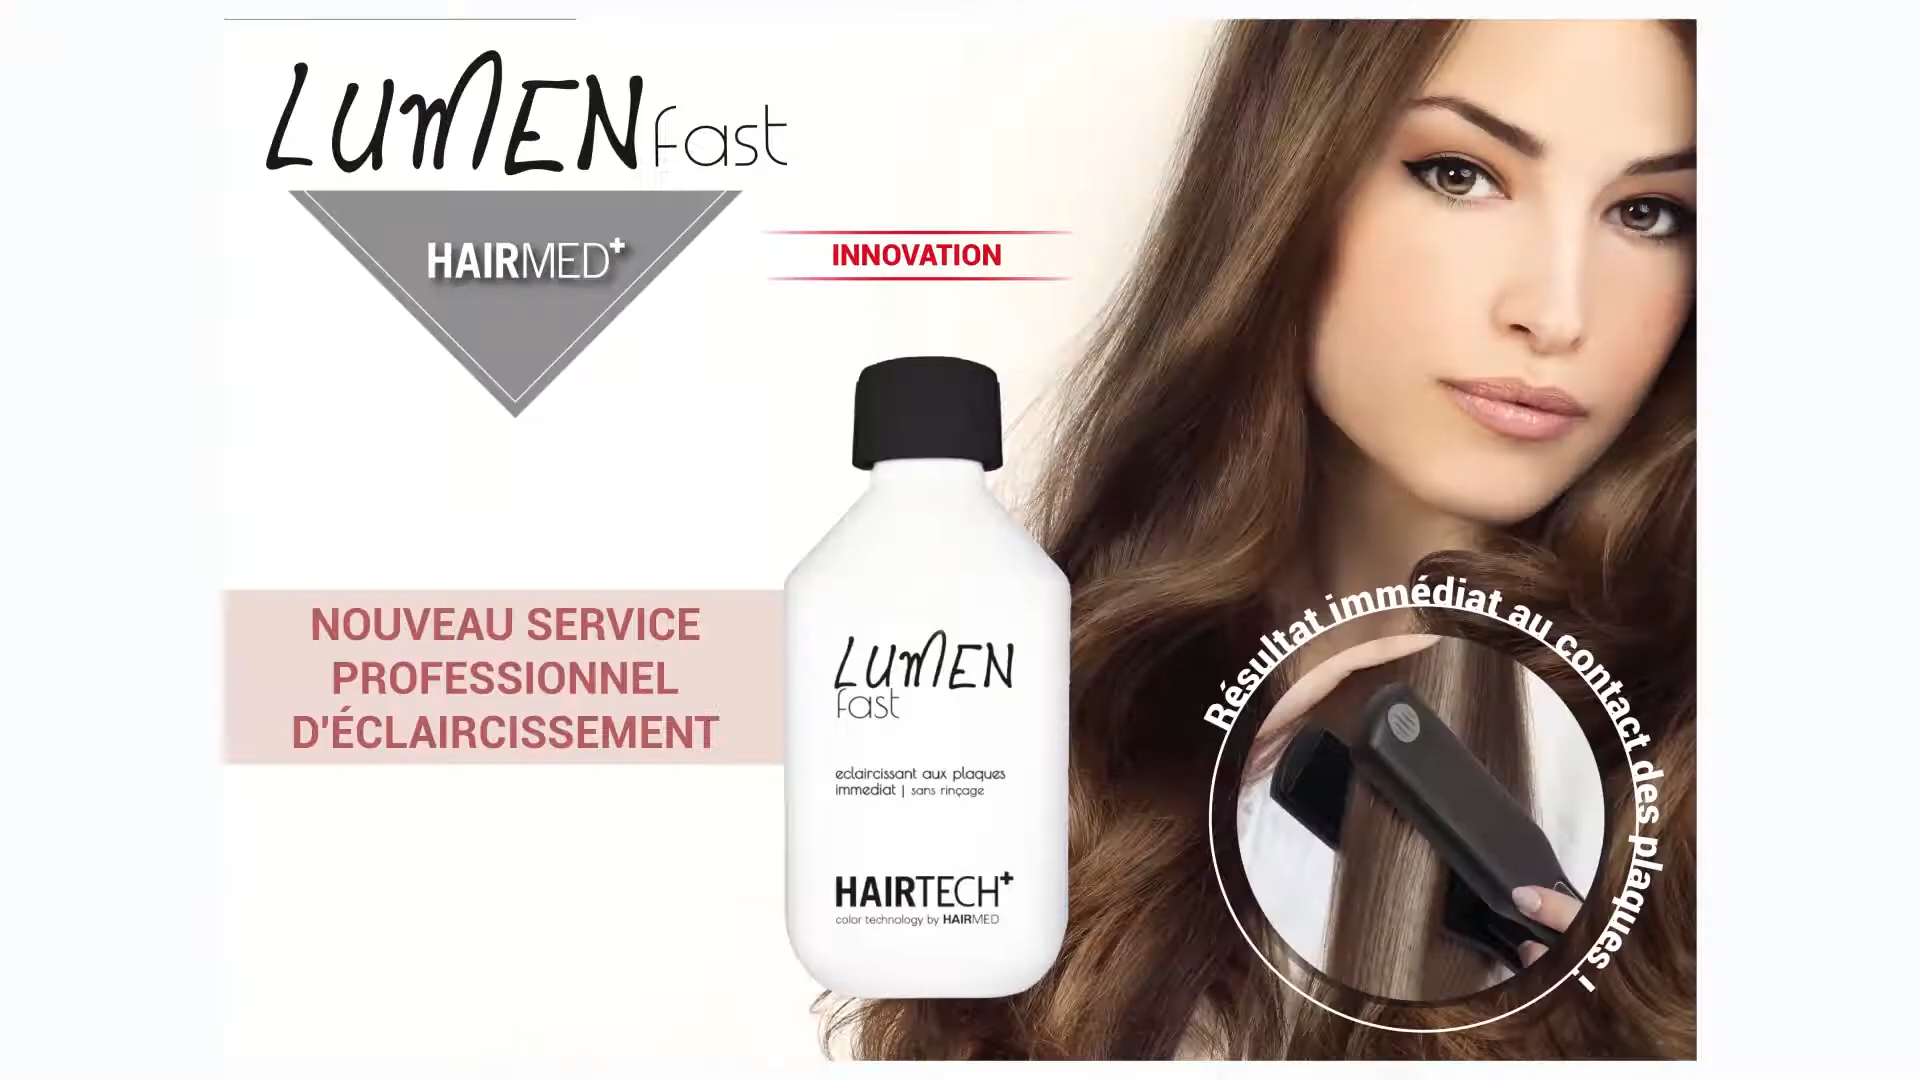 LUMEN fast
HAIRMED+
INNOVATION
NOUVEAU SERVICE
PROFESSIONNEL
D'ÉCLAIRCISSEMENT
LUMEN
fast
eclaircissant aux plaques
immediat | sans rinçage
HAIRTECH+
color technology by HAIRMED
Résultat immédiat au contact des plaques !